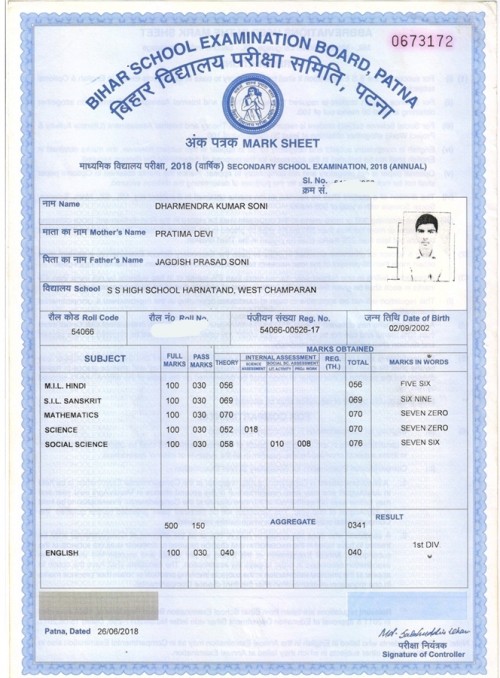 0673172
BIHAR SCHOOL EXAMINATION BOARD, PATNA
बिहार विद्यालय परीक्षा समिति, पटना
अंक पत्रक MARK SHEET
माध्यमिक विद्यालय परीक्षा, 2018 (वार्षिक) SECONDARY SCHOOL EXAMINATION, 2018 (ANNUAL)
Sl. No.
क्रम सं.
नाम Name DHARMENDRA KUMAR SONI
माता का नाम Mother's Name PRATIMA DEVI
पिता का नाम Father's Name JAGDISH PRASAD SONI
विद्यालय School S S HIGH SCHOOL HARNATAND, WEST CHAMPARAN
रौल कोड Roll Code रौल नं० Roll No. पंजीयन संख्या Reg. No. जन्म तिथि Date of Birth
54066 54066-00526-17 02/09/2002
MARKS OBTAINED
SUBJECT FULL MARKS PASS MARKS THEORY INTERNAL ASSESSMENT REG. (TH.) TOTAL MARKS IN WORDS
SCIENCE ASSESSMENT SOCIAL SC. ASSESSMENT LIT. ACTIVITY PROJ. WORK
M.I.L. HINDI 100 030 056 056 FIVE SIX
S.I.L. SANSKRIT 100 030 069 069 SIX NINE
MATHEMATICS 100 030 070 070 SEVEN ZERO
SCIENCE 100 030 052 018 070 SEVEN ZERO
SOCIAL SCIENCE 100 030 058 010 008 076 SEVEN SIX
500 150 AGGREGATE 0341 RESULT
1st DIV
ENGLISH 100 030 040 040
Patna, Dated 26/06/2018
परीक्षा नियंत्रक
Signature of Controller